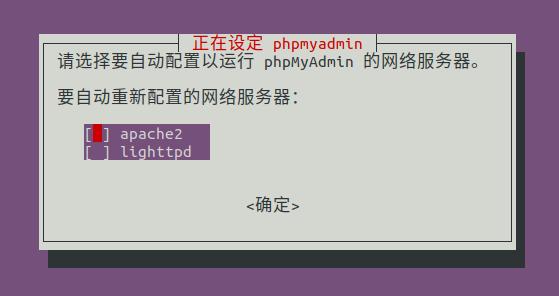 正在设定 phpmyadmin
请选择要自动配置以运行 phpMyAdmin 的网络服务器。
要自动重新配置的网络服务器：
[ ] apache2
[ ] lighttpd
<确定>